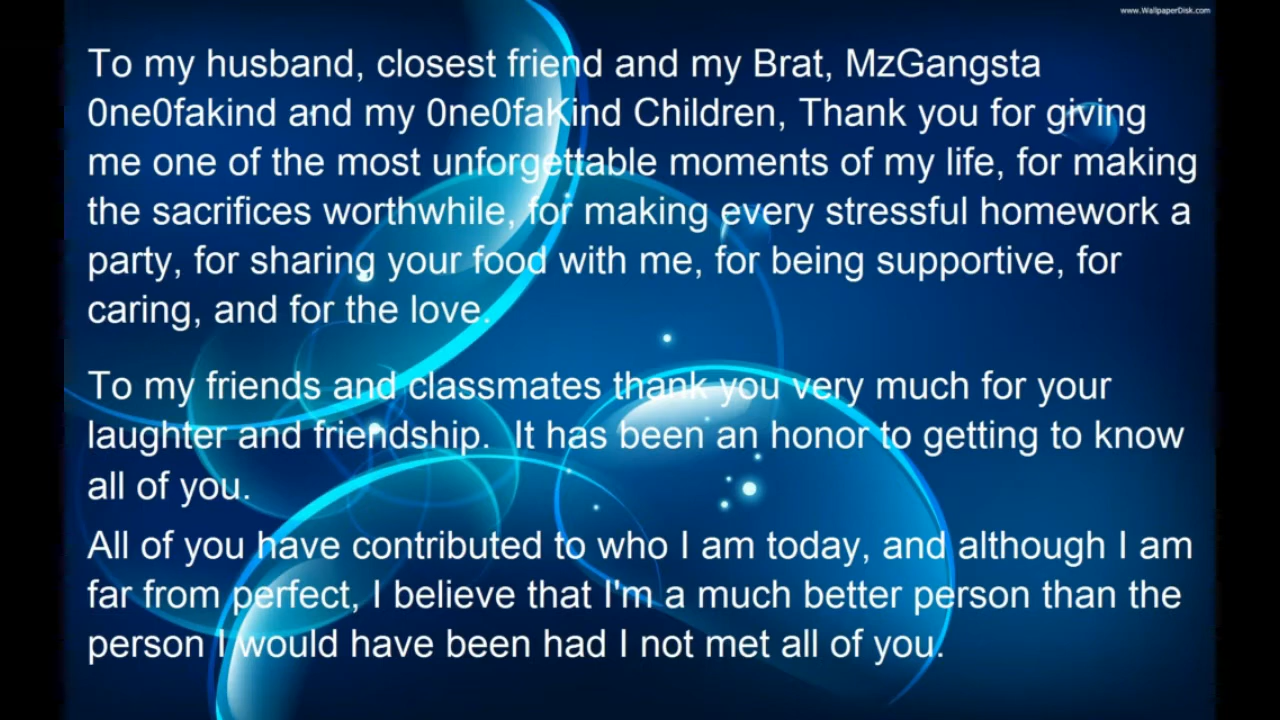 www.WallpaperDisk.com
To my husband, closest friend and my Brat, MzGangsta
0ne0fakind and my 0ne0faKind Children, Thank you for giving
me one of the most unforgettable moments of my life, for making
the sacrifices worthwhile, for making every stressful homework a
party, for sharing your food with me, for being supportive, for
caring, and for the love.
To my friends and classmates thank you very much for your
laughter and friendship.  It has been an honor to getting to know
all of you.
All of you have contributed to who I am today, and although I am
far from perfect, I believe that I'm a much better person than the
person I would have been had I not met all of you.